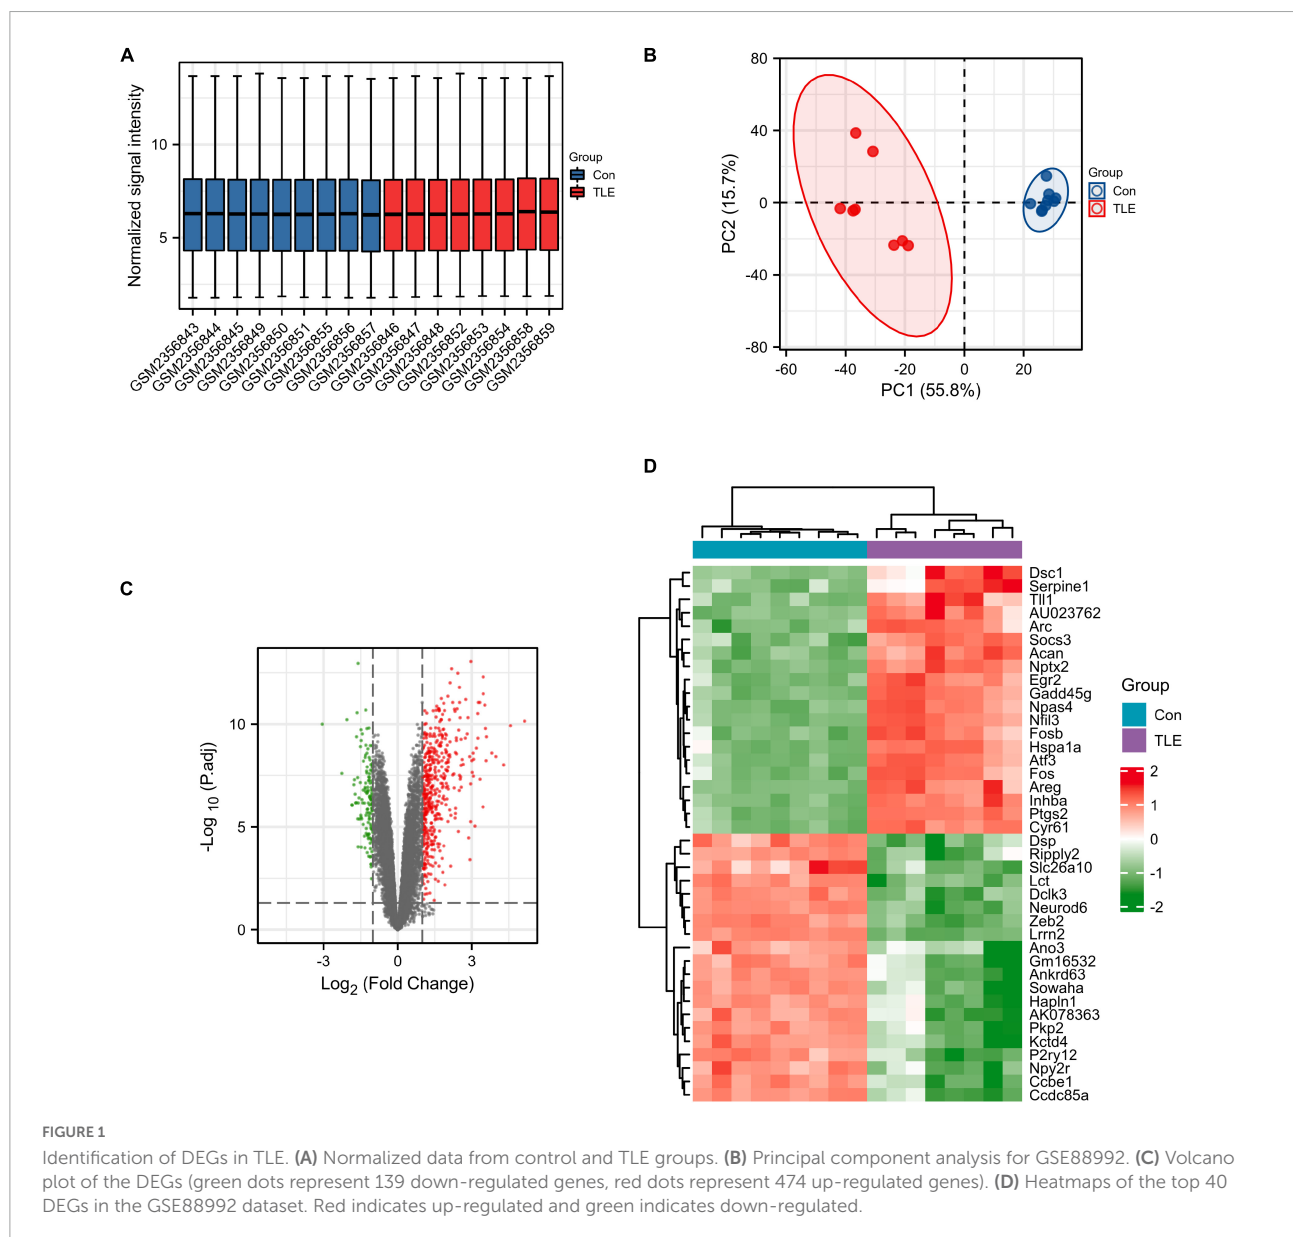 A
Normalized signal intensity
10
5
GSM2356843
GSM2356844
GSM2356845
GSM2356849
GSM2356850
GSM2356851
GSM2356855
GSM2356856
GSM2356857
GSM2356846
GSM2356847
GSM2356848
GSM2356852
GSM2356853
GSM2356854
GSM2356858
GSM2356859
Group
Con
TLE
B
PC2 (15.7%)
80
40
0
-40
-80
-60
-40
-20
0
20
PC1 (55.8%)
Group
Con
TLE
C
-Log 10 (P.adj)
10
5
0
-3
0
3
Log2 (Fold Change)
D
Dsc1
Serpine1
Tll1
AU023762
Arc
Socs3
Acan
Nptx2
Egr2
Gadd45g
Npas4
Nfil3
Fosb
Hspa1a
Atf3
Fos
Areg
Inhba
Ptgs2
Cyr61
Dsp
Ripply2
Slc26a10
Lct
Dclk3
Neurod6
Zeb2
Lrrn2
Ano3
Gm16532
Ankrd63
Sowaha
Hapln1
AK078363
Pkp2
Kctd4
P2ry12
Npy2r
Ccbe1
Ccdc85a
Group
Con
TLE
2
1
0
-1
-2
FIGURE 1
Identification of DEGs in TLE. (A) Normalized data from control and TLE groups. (B) Principal component analysis for GSE88992. (C) Volcano
plot of the DEGs (green dots represent 139 down-regulated genes, red dots represent 474 up-regulated genes). (D) Heatmaps of the top 40
DEGs in the GSE88992 dataset. Red indicates up-regulated and green indicates down-regulated.